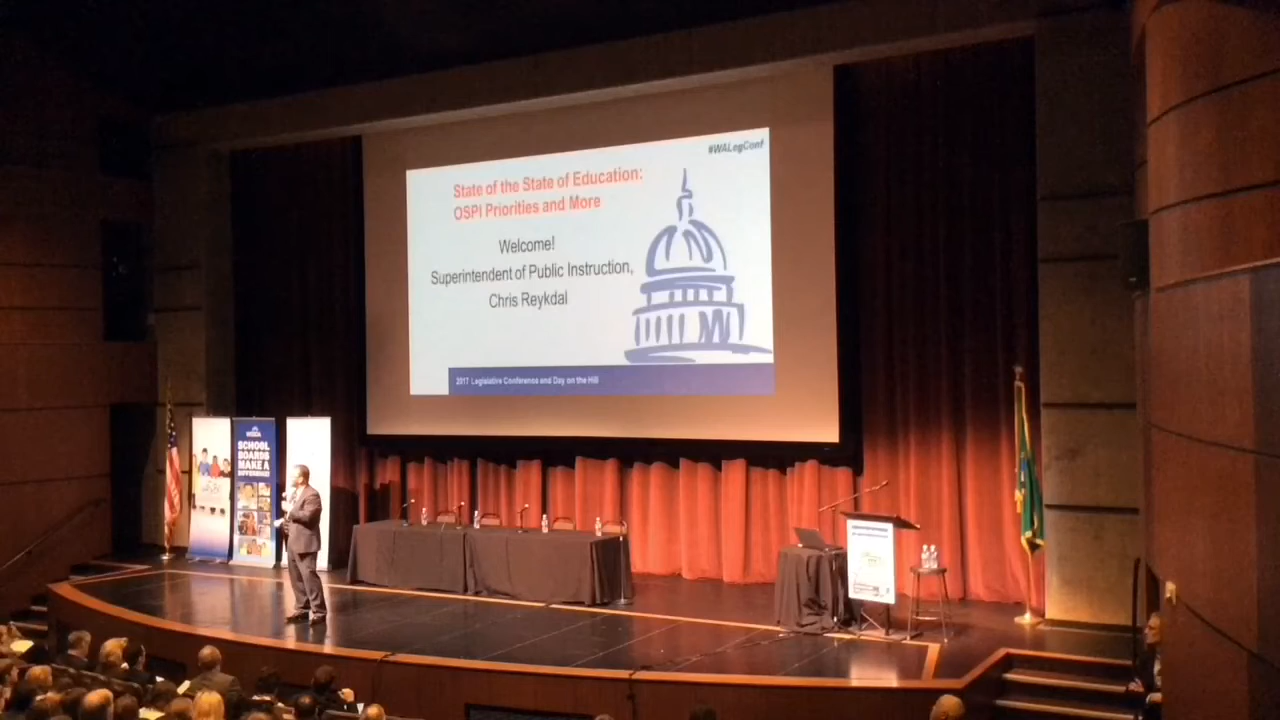 #WALegConf
State of the State of Education:
OSPI Priorities and More
Welcome!
Superintendent of Public Instruction,
Chris Reykdal
2017 Legislative Conference and Day on the Hill
WSSDA
SCHOOL
BOARDS
MAKE A
DIFFERENCE!